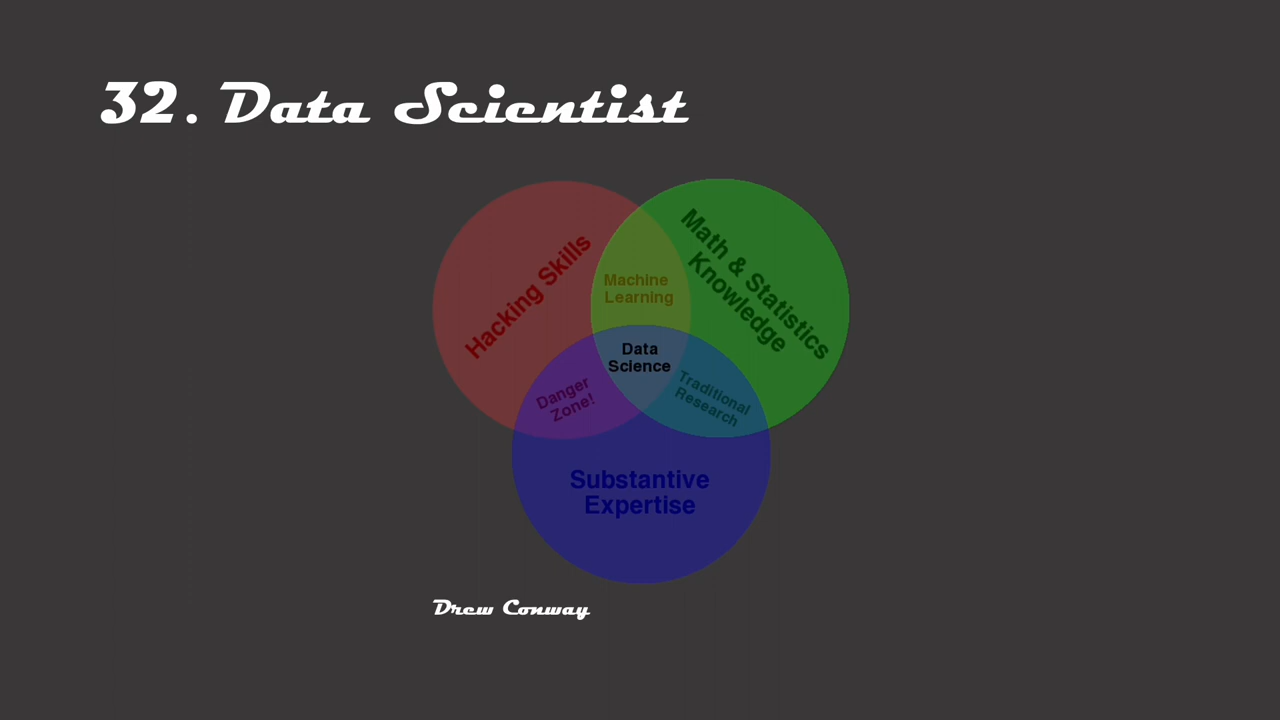 32. Data Scientist
Hacking Skills
Math & Statistics
Knowledge
Machine
Learning
Data
Science
Danger
Zone!
Traditional
Research
Substantive
Expertise
Drew Conway